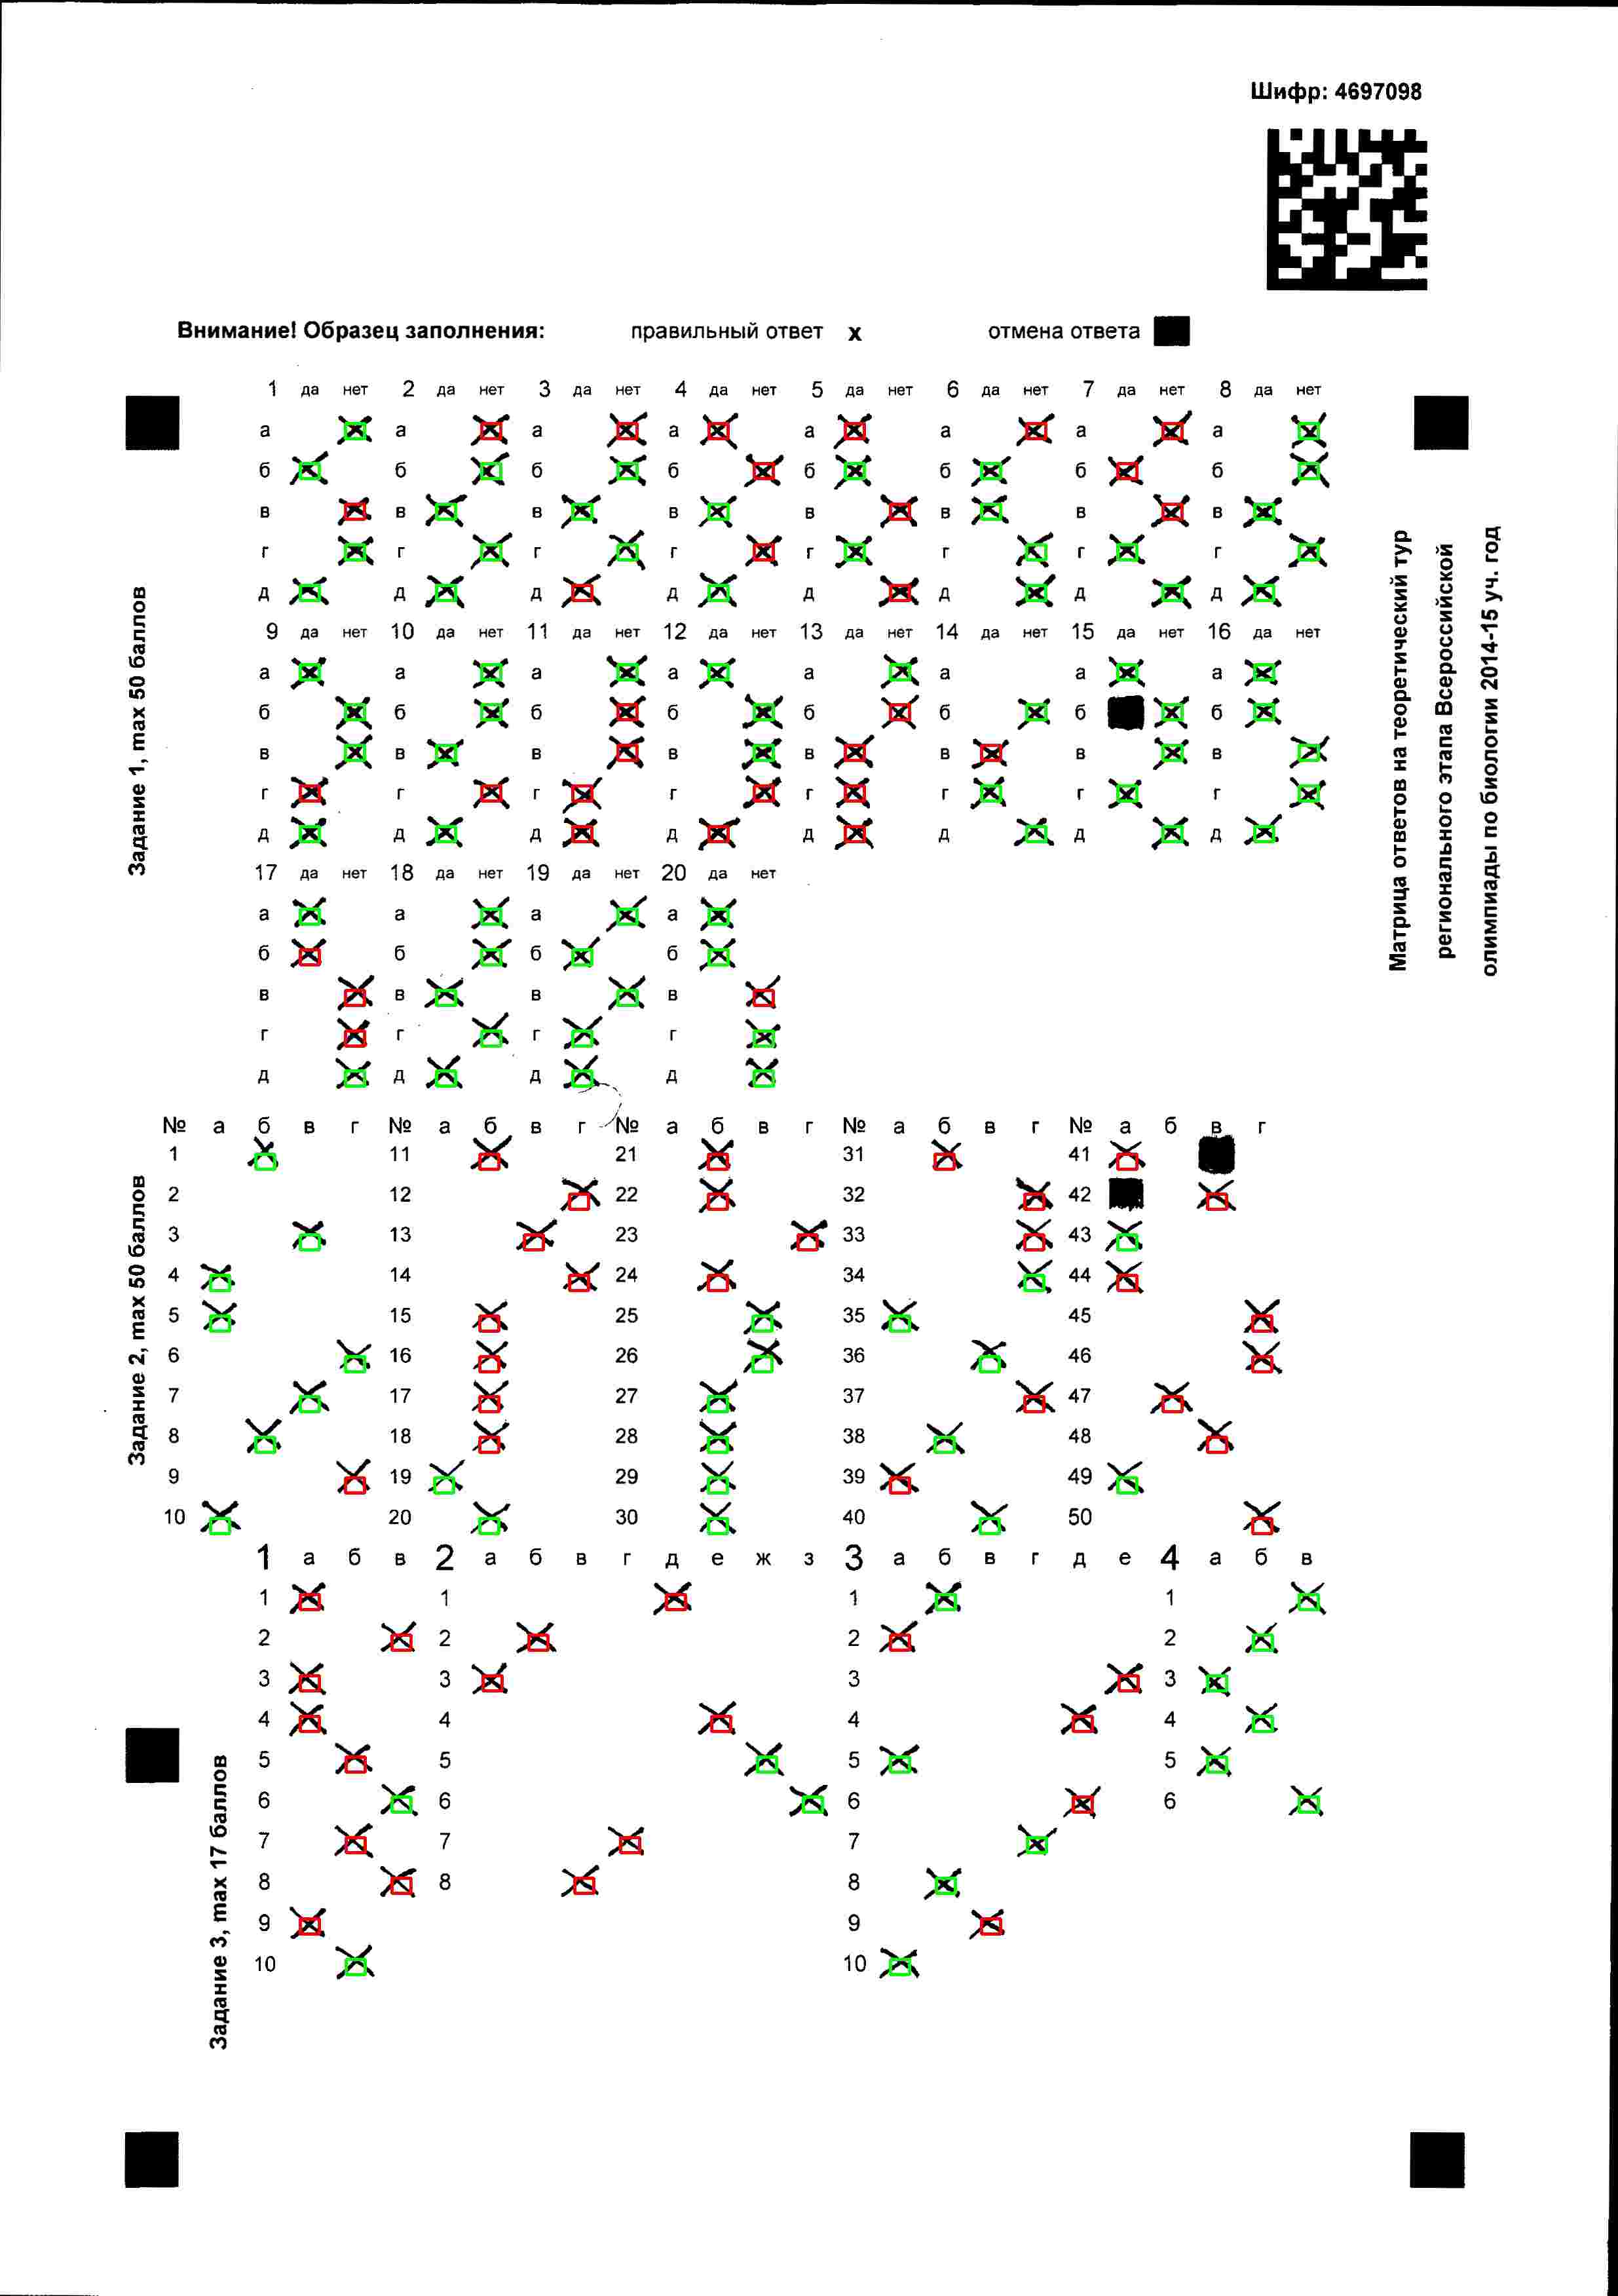 Шифр: 4697098
Внимание! Образец заполнения: правильный ответ x отмена ответа
1 да нет 2 да нет 3 да нет 4 да нет 5 да нет 6 да нет 7 да нет 8 да нет
а а а а а а а а
б б б б б б б б
в в в в в в в в
г г г г г г г г
д д д д д д д д
9 да нет 10 да нет 11 да нет 12 да нет 13 да нет 14 да нет 15 да нет 16 да нет
а а а а а а а а
б б б б б б б б
в в в в в в в в
г г г г г г г г
д д д д д д д д
17 да нет 18 да нет 19 да нет 20 да нет
а а а а
б б б б
в в в в
г г г г
д д д д
№ а б в г № а б в г № а б в г № а б в г № а б в г
1 11 21 31 41
2 12 22 32 42
3 13 23 33 43
4 14 24 34 44
5 15 25 35 45
6 16 26 36 46
7 17 27 37 47
8 18 28 38 48
9 19 29 39 49
10 20 30 40 50
1 а б в 2 а б в г д е ж з 3 а б в г д е 4 а б в
1 1 1 1
2 2 2 2
3 3 3 3
4 4 4 4
5 5 5 5
6 6 6 6
7 7 7
8 8 8
9 9
10 10
Задание 1, max 50 баллов
Задание 2, max 50 баллов
Задание 3, max 17 баллов
Матрица ответов на теоретический тур
регионального этапа Всероссийской
олимпиады по биологии 2014-15 уч. год